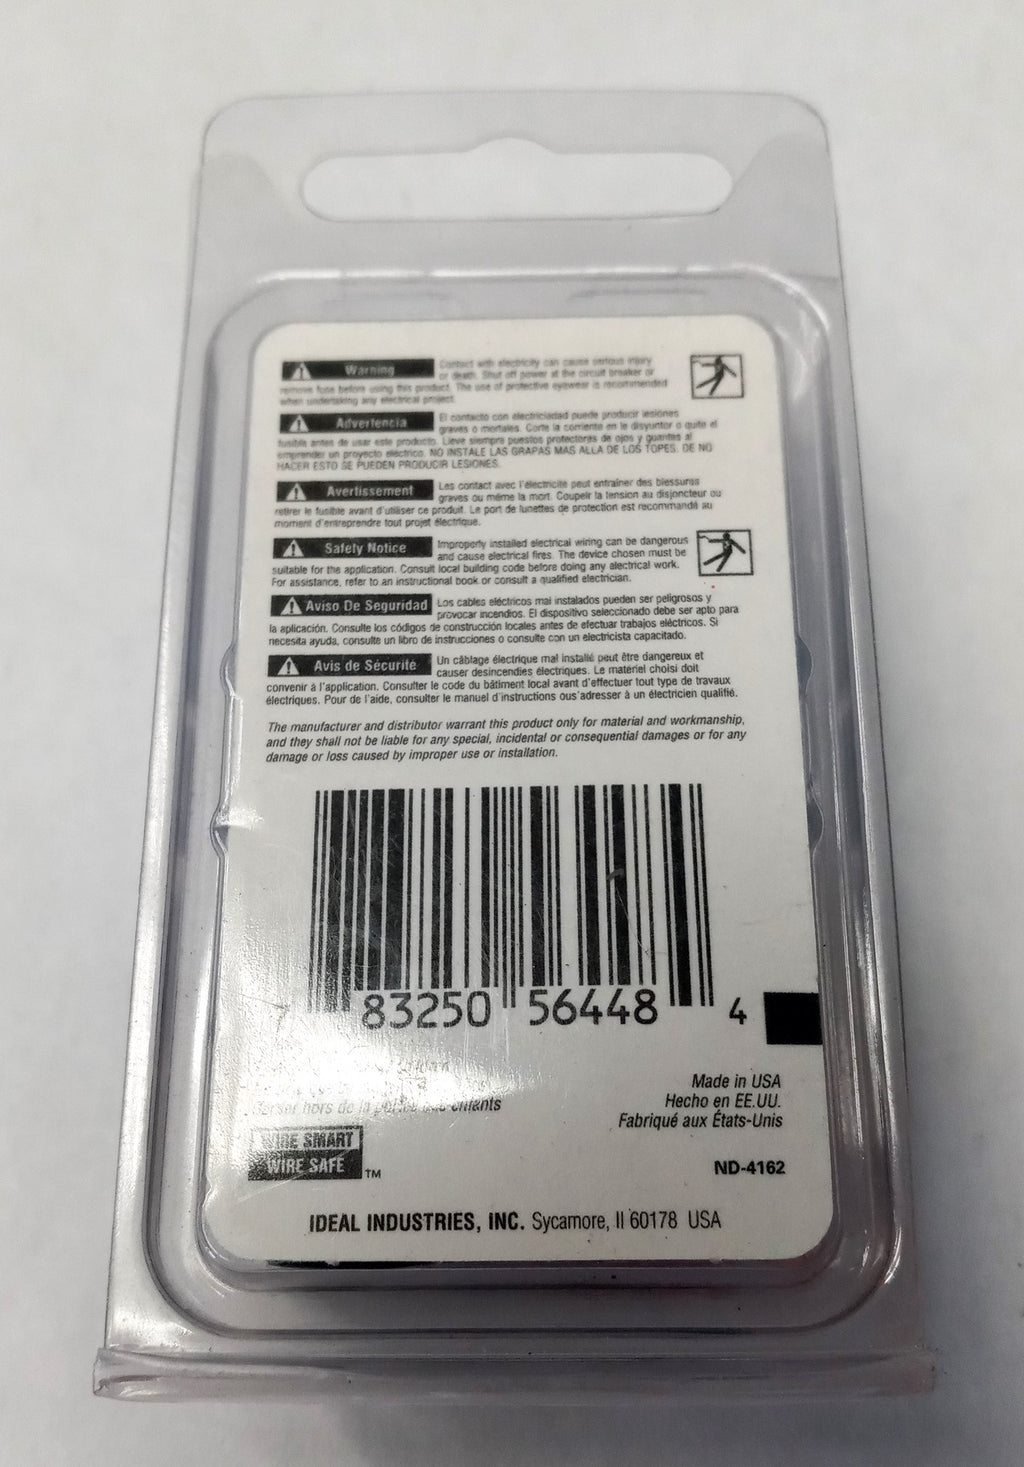 Warning Contact with electricity can cause serious injury
or death. Shut off power at the circuit breaker or
remove fuse before using this product. The use of protective eyewear is recommended
when undertaking any electrical project.
Advertencia El contacto con electriciadad puede producir lesiones
graves o mortales. Corte la corriente en le disyuntor o quite el
fusible antes de usar este producto. Lleve siempre puestos protectoras de ojos y guantes al
emprender un proyecto eléctrico. NO INSTALE LAS GRAPAS MAS ALLA DE LOS TOPES. DE NO
HACER ESTO SE PUEDEN PRODUCIR LESIONES.
Avertissement Les contact avec l'électricité peut entraîner des blessures
graves ou même la mort. Coupelr la tension au disjoncteur ou
retirer le fusible avant d'utiliser ce produit. Le port de lunettes de protection est recommandé au
moment d'entreprendre tout projet électrique.
Safely Notice Improperly installed electrical wiring can be dangerous
and cause electrical fires. The device chosen must be
suitable for the application. Consult local building code before doing any electrical work.
For assistance, refer to an instructional book or consult a qualified electrician.
Aviso De Seguridad Los cables eléctricos mal instalados pueden ser peligrosos y
provocar incendios. El dispositivo seleccionado debe ser apto para
la aplicación. Consulte los códigos de construcción locales antes de efectuar trabajos eléctricos. Si
necesita ayuda, consulte un libro de instrucciones o consulte con un electricista capacitado.
Avis de Sécurité Un câblage électrique mal installé peut être dangereux et
causer desincendies électriques. Le matériel choisi doit
convenir à l'application. Consulter le code du bâtiment local avant d'effectuer tout type de travaux
électriques. Pour de l'aide, consulter le manuel d'instructions ous'adresser à un électricien qualifié.
The manufacturer and distributor warrant this product only for material and workmanship,
and they shall not be liable for any special, incidental or consequential damages or for any
damage or loss caused by improper use or installation.
7 83250 56448 4
hors de la enfants
Made in USA
Hecho en EE.UU.
Fabriqué aux États-Unis
WIRE SMART
WIRE SAFE ™
ND-4162
IDEAL INDUSTRIES, INC. Sycamore, Il 60178 USA